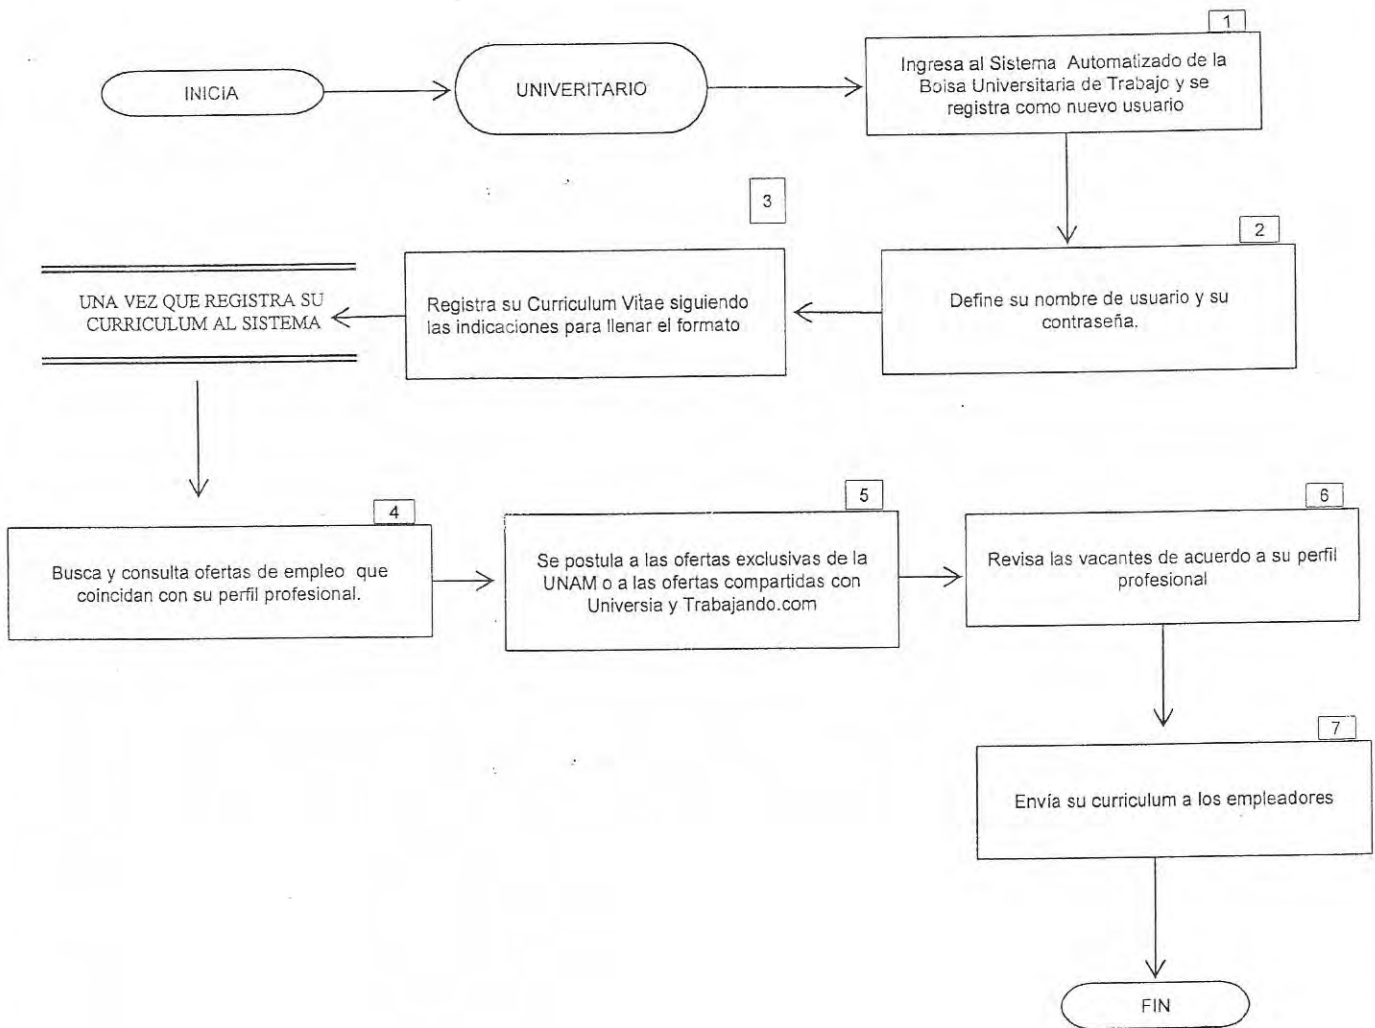 INICIA
UNIVERITARIO
1
Ingresa al Sistema Automatizado de la
Bolsa Universitaria de Trabajo y se
registra como nuevo usuario
2
Define su nombre de usuario y su
contraseña.
3
Registra su Curriculum Vitae siguiendo
las indicaciones para llenar el formato
UNA VEZ QUE REGISTRA SU
CURRICULUM AL SISTEMA
4
Busca y consulta ofertas de empleo que
coincidan con su perfil profesional.
5
Se postula a las ofertas exclusivas de la
UNAM o a las ofertas compartidas con
Universia y Trabajando.com
6
Revisa las vacantes de acuerdo a su perfil
profesional
7
Envía su curriculum a los empleadores
FIN